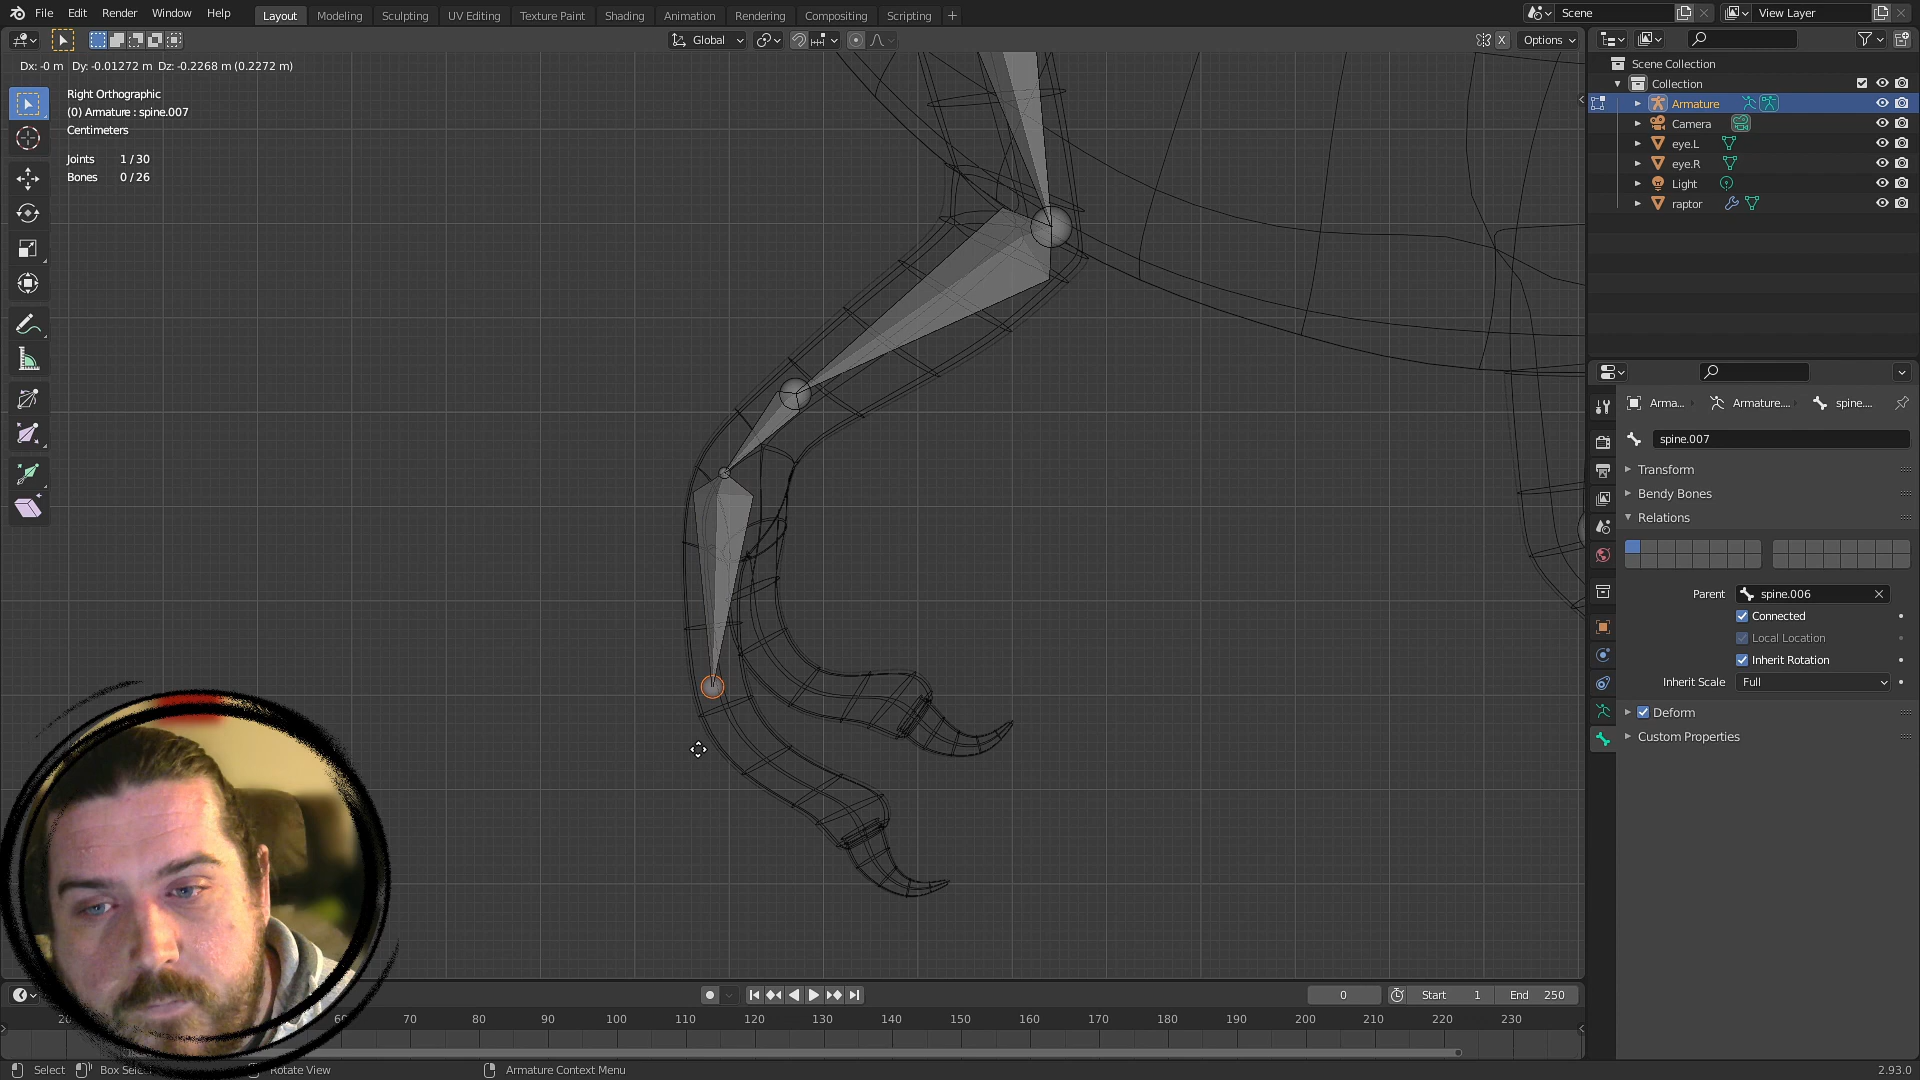 File Edit Render Window Help Layout Modeling Sculpting UV Editing Texture Paint Shading Animation Rendering Compositing Scripting + Scene View Layer
Global X Options
Dx: -0 m Dy: -0.01272 m Dz: -0.2268 m (0.2272 m)
Right Orthographic
(0) Armature : spine.007
Centimeters
Joints 1 / 30
Bones 0 / 26
Scene Collection
Collection
Armature
Camera
eye.L
eye.R
Light
raptor
Arma... Armature.... spine....
spine.007
Transform
Bendy Bones
Relations
Parent spine.006
Connected
Local Location
Inherit Rotation
Inherit Scale Full
Deform
Custom Properties
0 Start 1 End 250
60 70 80 90 100 110 120 130 140 150 160 170 180 190 200 210 220 230
Select Box Rotate View Armature Context Menu 2.93.0